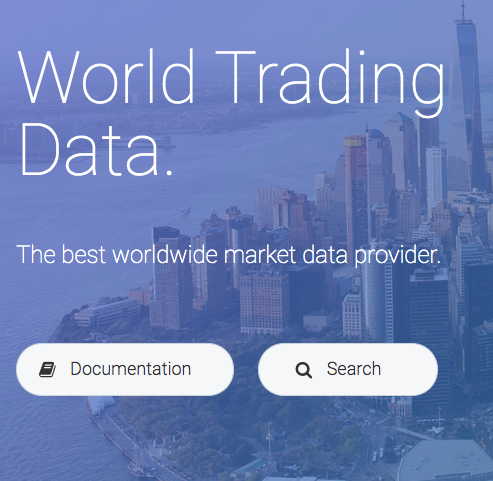 World Trading
Data.
The best worldwide market data provider.
Documentation
Search